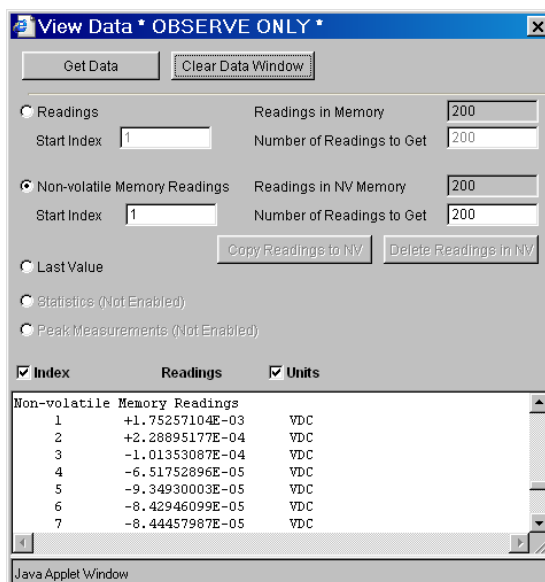 View Data * OBSERVE ONLY *
Get Data Clear Data Window
Readings Readings in Memory 200
Start Index 1 Number of Readings to Get 200
Non-volatile Memory Readings Readings in NV Memory 200
Start Index 1 Number of Readings to Get 200
Copy Readings to NV Delete Readings in NV
Last Value
Statistics (Not Enabled)
Peak Measurements (Not Enabled)
Index Readings Units
Non-volatile Memory Readings
1 +1.75257104E-03 VDC
2 +2.28895177E-04 VDC
3 -1.01353087E-04 VDC
4 -6.51752896E-05 VDC
5 -9.34930003E-05 VDC
6 -8.42946099E-05 VDC
7 -8.44457987E-05 VDC
Java Applet Window